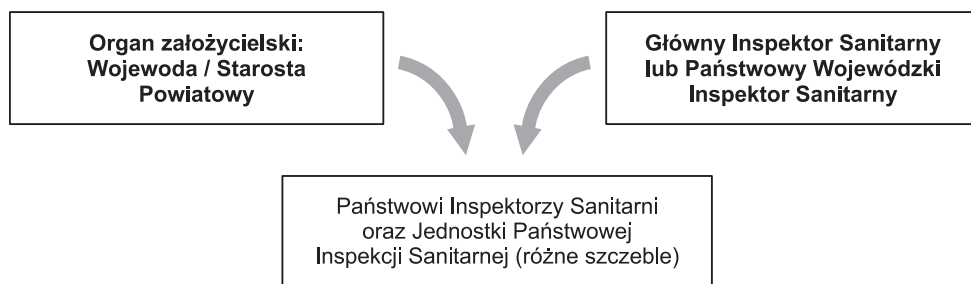 Organ założycielski:
Wojewoda / Starosta
Powiatowy
Główny Inspektor Sanitarny
lub Państwowy Wojewódzki
Inspektor Sanitarny
Państwowi Inspektorzy Sanitarni
oraz Jednostki Państwowej
Inspekcji Sanitarnej (różne szczeble)